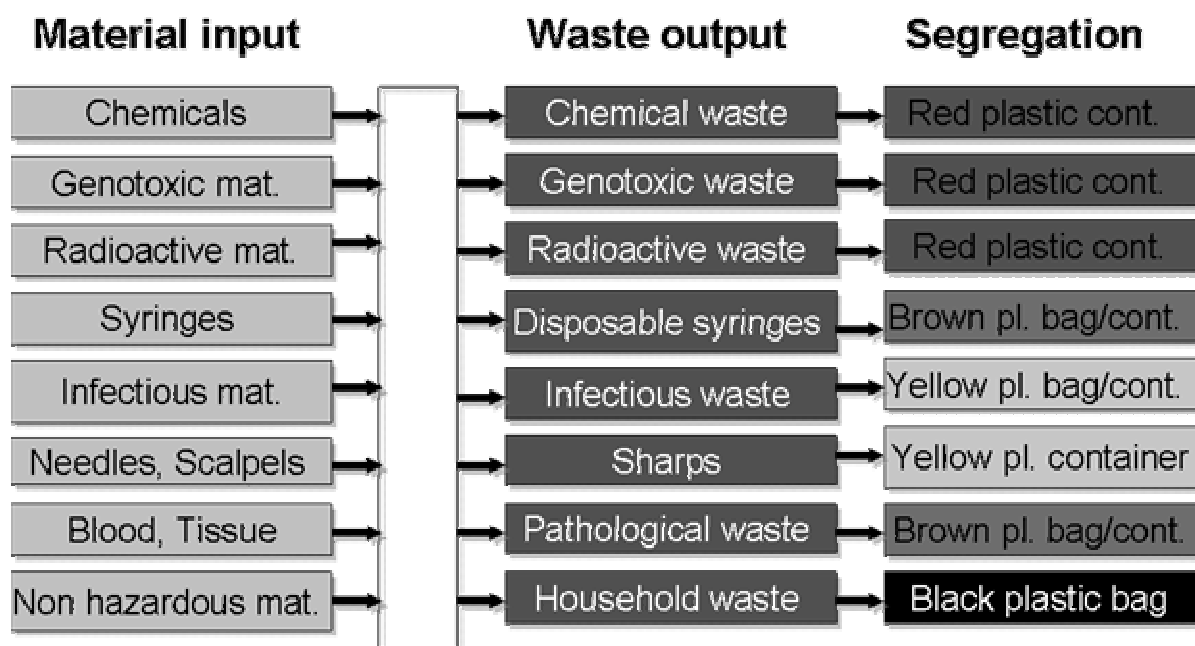 Material input Waste output Segregation
Chemicals Chemical waste Red plastic cont.
Genotoxic mat. Genotoxic waste Red plastic cont.
Radioactive mat. Radioactive waste Red plastic cont.
Syringes Disposable syringes Brown pl. bag/cont.
Infectious mat. Infectious waste Yellow pl. bag/cont.
Needles, Scalpels Sharps Yellow pl. container
Blood, Tissue Pathological waste Brown pl. bag/cont.
Non hazardous mat. Household waste Black plastic bag